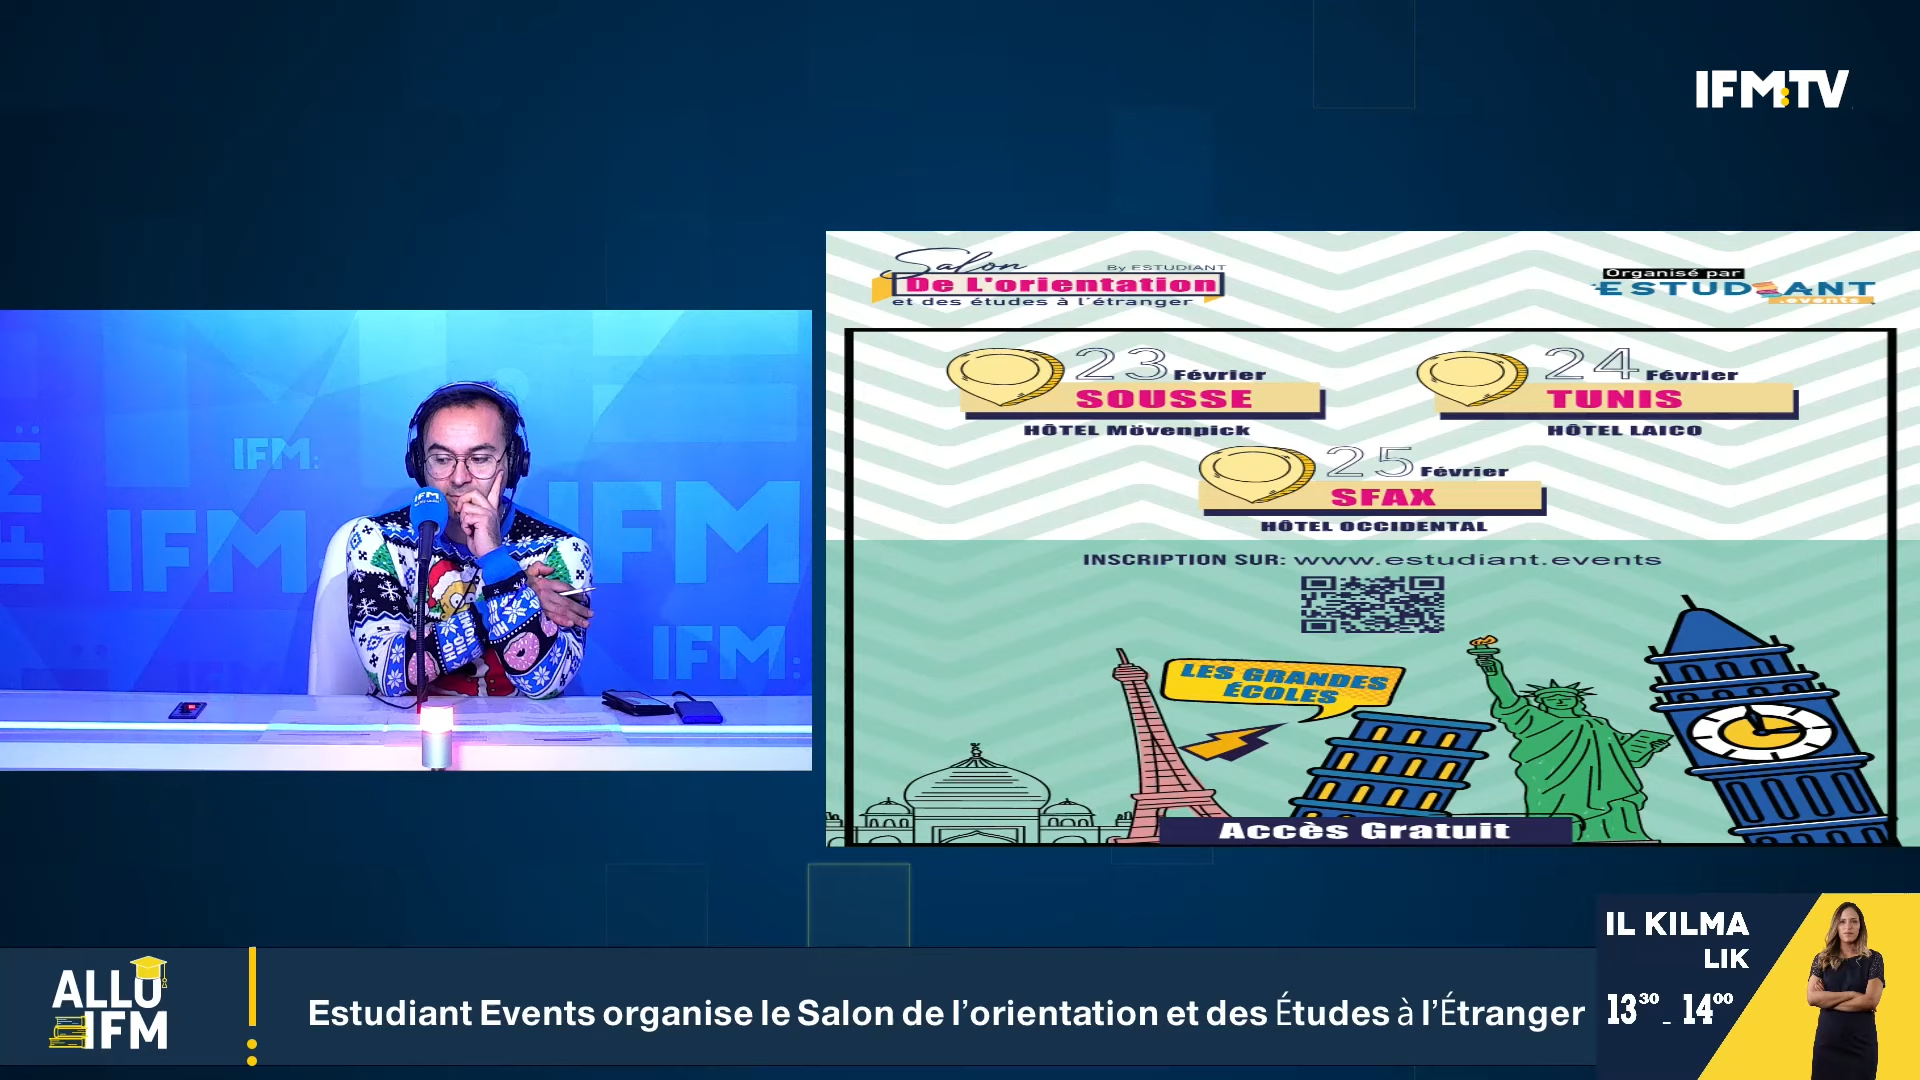 IFM:TV
Salon
By ESTUDIANT
De L'orientation
et des études à l'étranger
Organisé par
ESTUDIANT
.events
23 Février
SOUSSE
HÔTEL Mövenpick
24 Février
TUNIS
HÔTEL LAICO
25 Février
SFAX
HÔTEL OCCIDENTAL
INSCRIPTION SUR: www.estudiant.events
LES GRANDES
ÉCOLES
Accès Gratuit
IFM:
IFM:
IFM
IFM:
IFM
ALLO
IFM
Estudiant Events organise le Salon de l’orientation et des Études à l’Étranger
IL KILMA
LIK
13³⁰ - 14⁰⁰